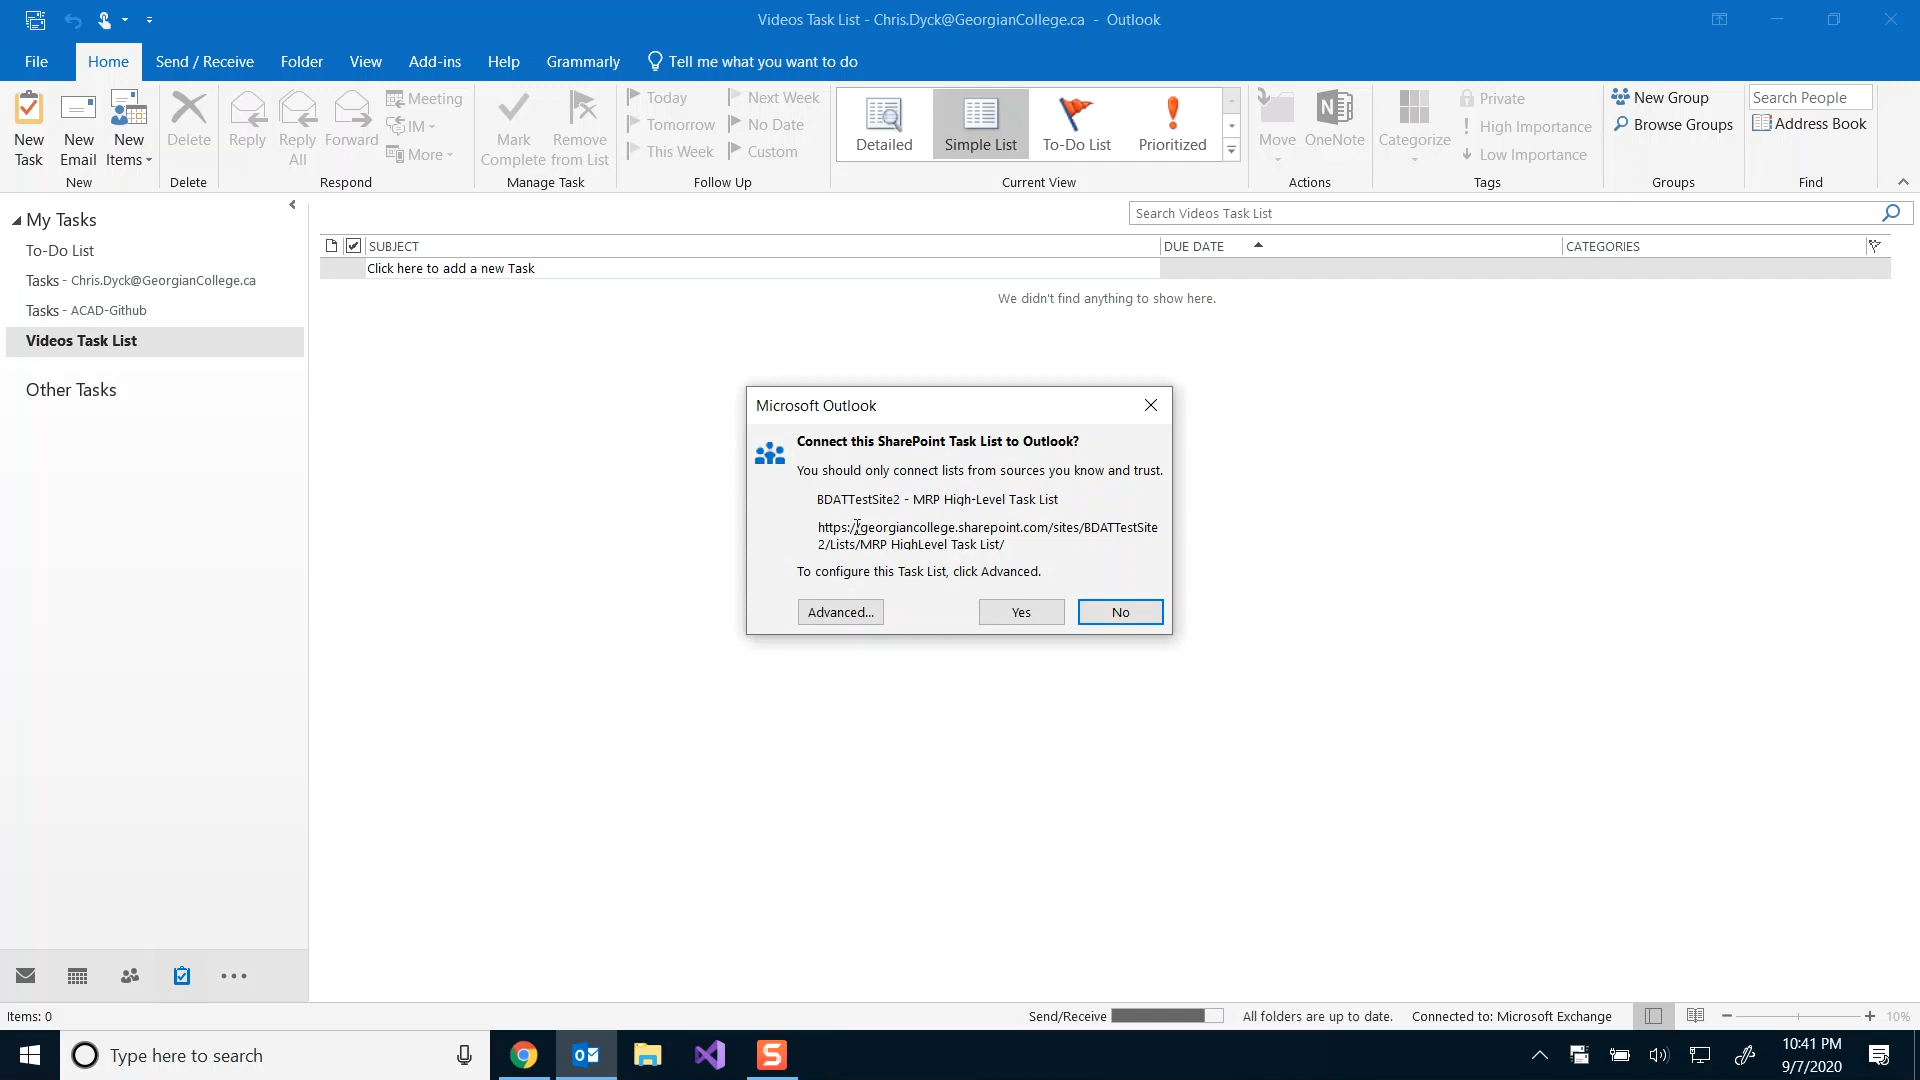 Videos Task List - Chris.Dyck@GeorgianCollege.ca - Outlook
File Home Send / Receive Folder View Add-ins Help Grammarly Tell me what you want to do
New Task
New Email
New Items
New
Delete
Delete
Reply
Reply All
Forward
Meeting
IM
More
Respond
Mark Complete
Remove from List
Manage Task
Today
Tomorrow
This Week
Next Week
No Date
Custom
Follow Up
Detailed
Simple List
To-Do List
Prioritized
Current View
Move
OneNote
Actions
Categorize
Private
High Importance
Low Importance
Tags
New Group
Browse Groups
Groups
Search People
Address Book
Find
My Tasks
To-Do List
Tasks - Chris.Dyck@GeorgianCollege.ca
Tasks - ACAD-Github
Videos Task List
Other Tasks
Search Videos Task List
SUBJECT DUE DATE CATEGORIES
Click here to add a new Task
We didn't find anything to show here.
Microsoft Outlook
Connect this SharePoint Task List to Outlook?
You should only connect lists from sources you know and trust.
BDATTestSite2 - MRP High-Level Task List
https://georgiancollege.sharepoint.com/sites/BDATTestSite
2/Lists/MRP HighLevel Task List/
To configure this Task List, click Advanced.
Advanced... Yes No
Items: 0
Send/Receive All folders are up to date. Connected to: Microsoft Exchange 10%
Type here to search
10:41 PM
9/7/2020